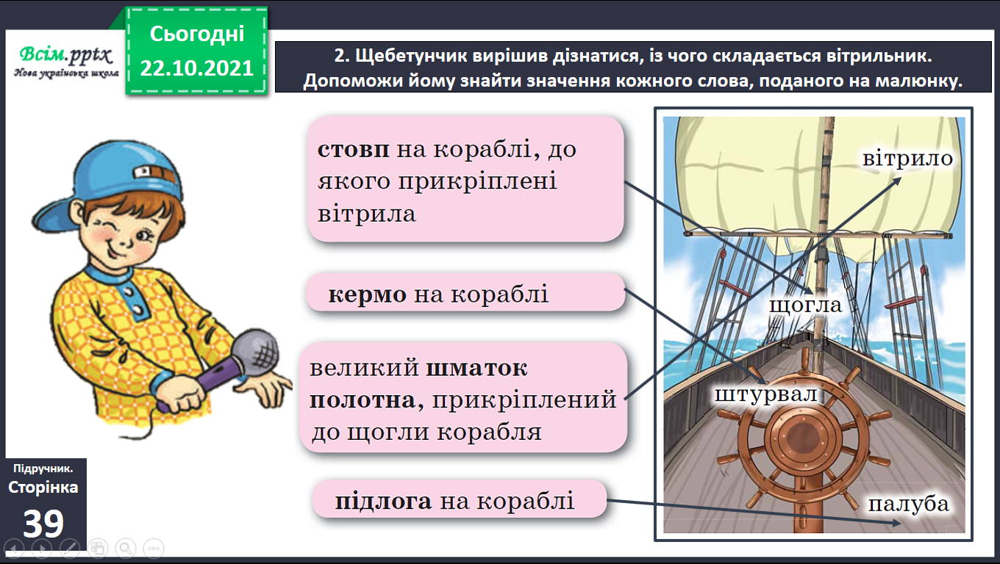 Всім.pptx
Нова українська школа
Сьогодні
22.10.2021
2. Щебетунчик вирішив дізнатися, із чого складається вітрильник.
Допоможи йому знайти значення кожного слова, поданого на малюнку.
стовп на кораблі, до
якого прикріплені
вітрила
кермо на кораблі
великий шматок
полотна, прикріплений
до щогли корабля
підлога на кораблі
вітрило
щогла
штурвал
палуба
Підручник.
Сторінка
39